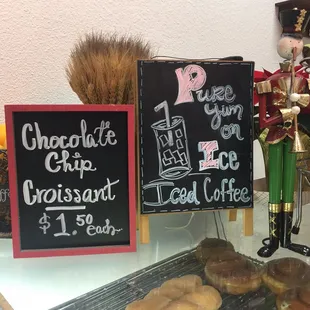 Chocolate
Chip
Croissant
$1.50 each
Pure
yum
on
Ice
Iced Coffee